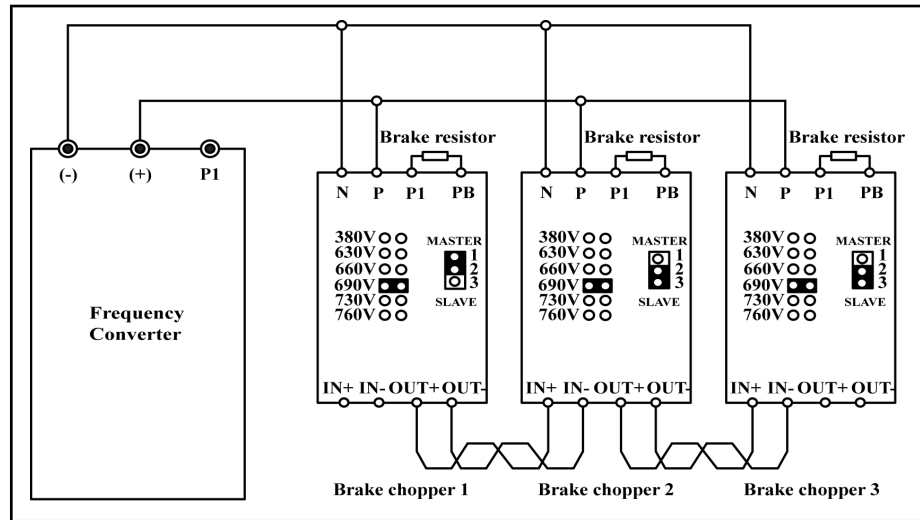 (-) (+) P1
Frequency
Converter
Brake resistor
N P P1 PB
380V
630V
660V
690V
730V
760V
MASTER
1
2
3
SLAVE
IN+ IN- OUT+ OUT-
Brake chopper 1
Brake resistor
N P P1 PB
380V
630V
660V
690V
730V
760V
MASTER
1
2
3
SLAVE
IN+ IN- OUT+ OUT-
Brake chopper 2
Brake resistor
N P P1 PB
380V
630V
660V
690V
730V
760V
MASTER
1
2
3
SLAVE
IN+ IN- OUT+ OUT-
Brake chopper 3